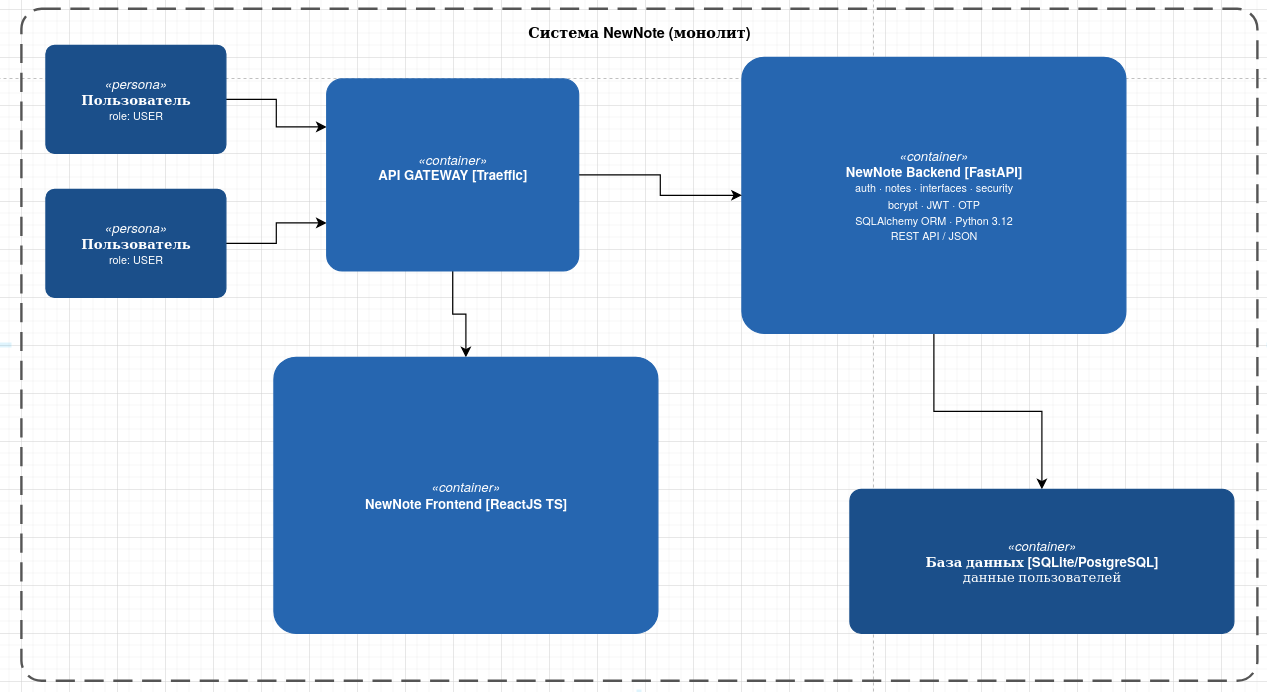 Система NewNote (монолит)
«persona»
Пользователь
role: USER
«persona»
Пользователь
role: USER
«container»
API GATEWAY [Traeffic]
«container»
NewNote Backend [FastAPI]
auth · notes · interfaces · security
bcrypt · JWT · OTP
SQLAlchemy ORM · Python 3.12
REST API / JSON
«container»
NewNote Frontend [ReactJS TS]
«container»
База данных [SQLite/PostgreSQL]
данные пользователей